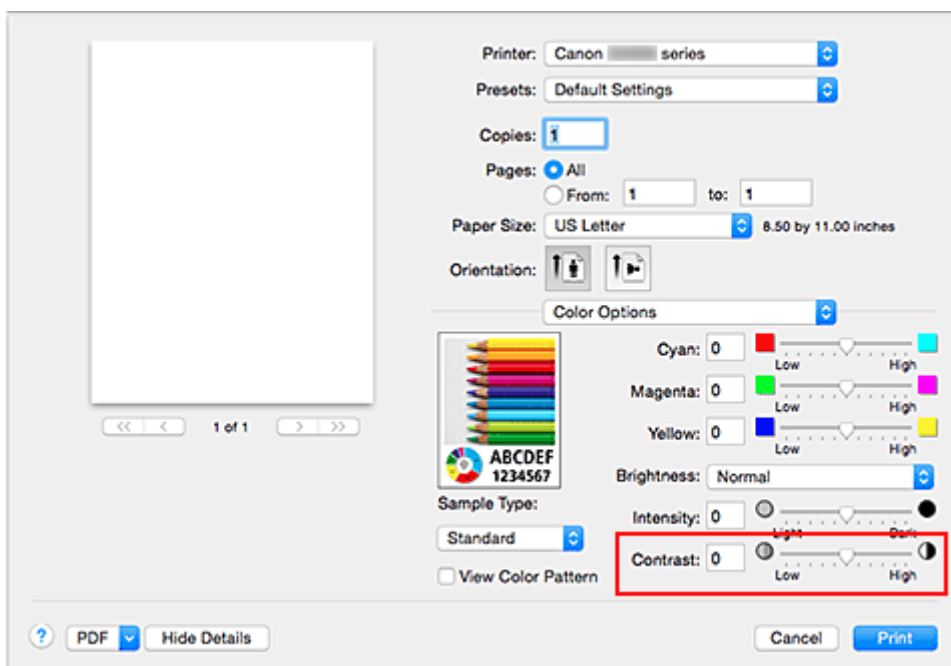 Printer: Canon series
Presets: Default Settings
Copies: 1
Pages: All
From: 1 to: 1
Paper Size: US Letter 8.50 by 11.00 inches
Orientation:
Color Options
Cyan: 0
Low High
Magenta: 0
Low High
Yellow: 0
Low High
Brightness: Normal
Intensity: 0
Light Dark
Contrast: 0
Low High
ABCDEF
1234567
Sample Type:
Standard
View Color Pattern
1 of 1
? PDF Hide Details Cancel Print